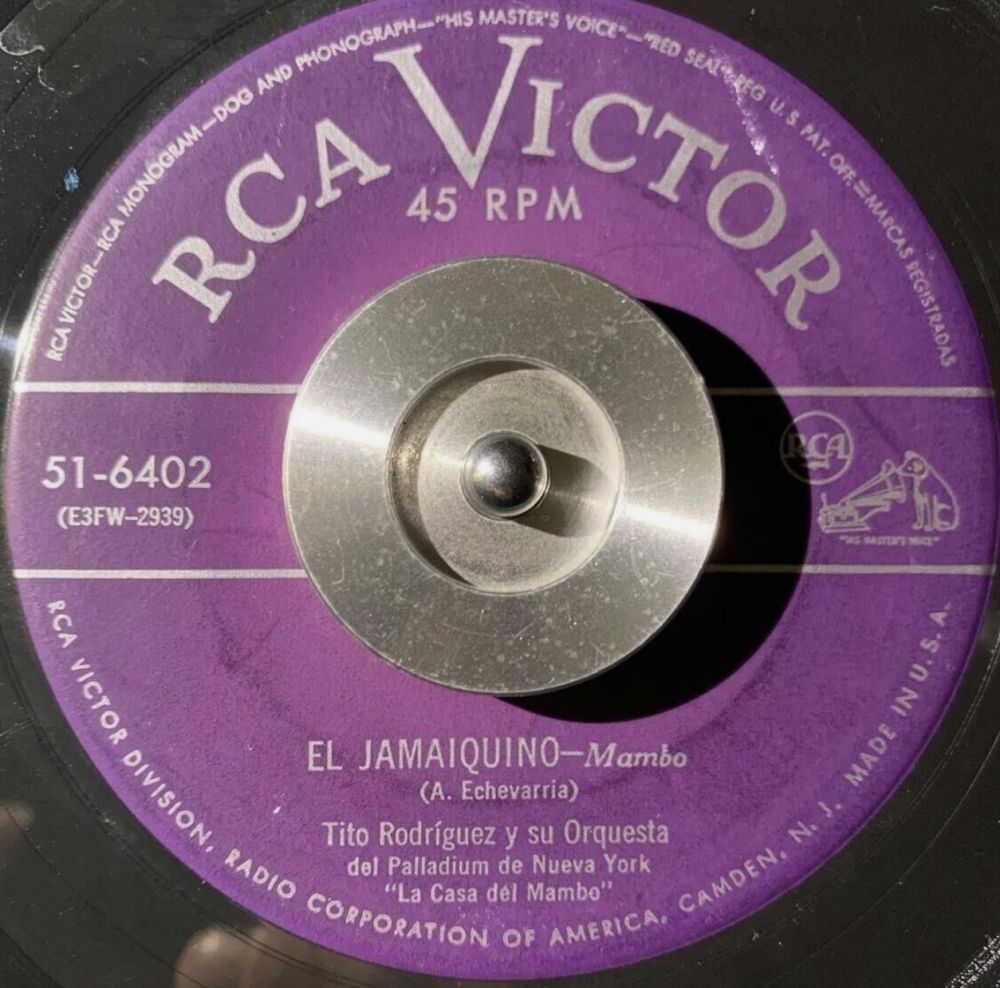 RCA VICTOR—RCA MONOGRAM—DOG AND PHONOGRAPH—"HIS MASTER'S VOICE"—"RED SEAL" REG U. S. PAT. OFF.—MARCAS REGISTRADAS
RCA VICTOR
45 RPM
51-6402
(E3FW-2939)
RCA
"HIS MASTER'S VOICE"
EL JAMAIQUINO—Mambo
(A. Echevarria)
Tito Rodríguez y su Orquesta
del Palladium de Nueva York
"La Casa del Mambo"
RCA VICTOR DIVISION, RADIO CORPORATION OF AMERICA, CAMDEN, N. J. MADE IN U. S. A.